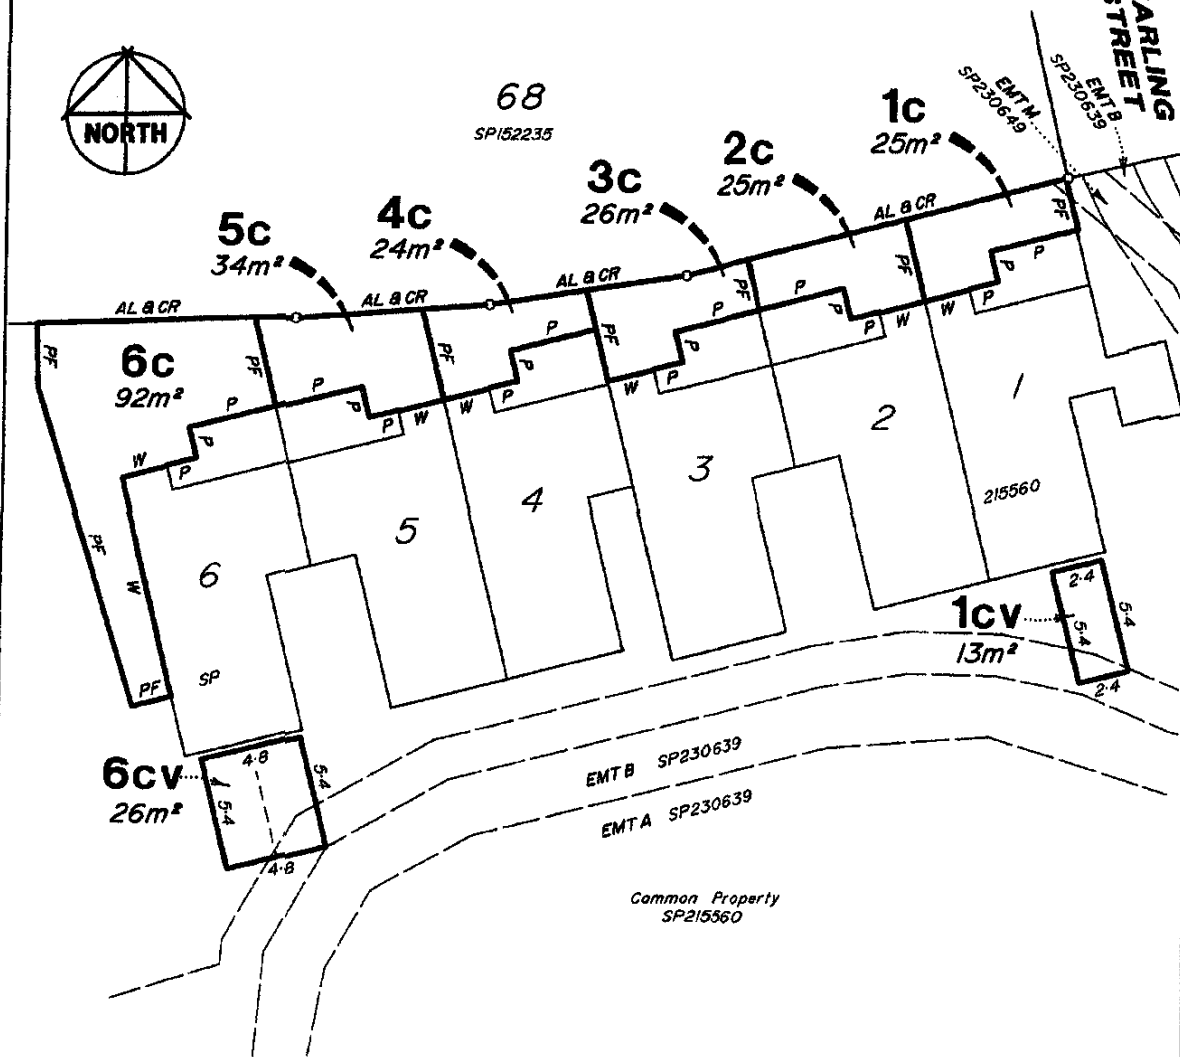 ARLING
STREET
EMT B
SP230639
EMT M
SP230649
NORTH
68
SP152235
1c
25m²
2c
25m²
3c
26m²
4c
24m²
5c
34m²
6c
92m²
AL & CR
AL & CR
AL & CR
AL & CR
PF
PF
PF
PF
PF
PF
PF
PF
PF
P
P
P
W
W
P
P
P
P
P
P
W
W
P
P
P
P
P
P
W
W
P
P
P
W
W
1
2
3
4
5
6
215560
SP
1cv
13m²
2.4
5.4
5.4
2.4
6cv
26m²
4.8
5.4
5.4
4.8
EMT B SP230639
EMT A SP230639
Common Property
SP215560